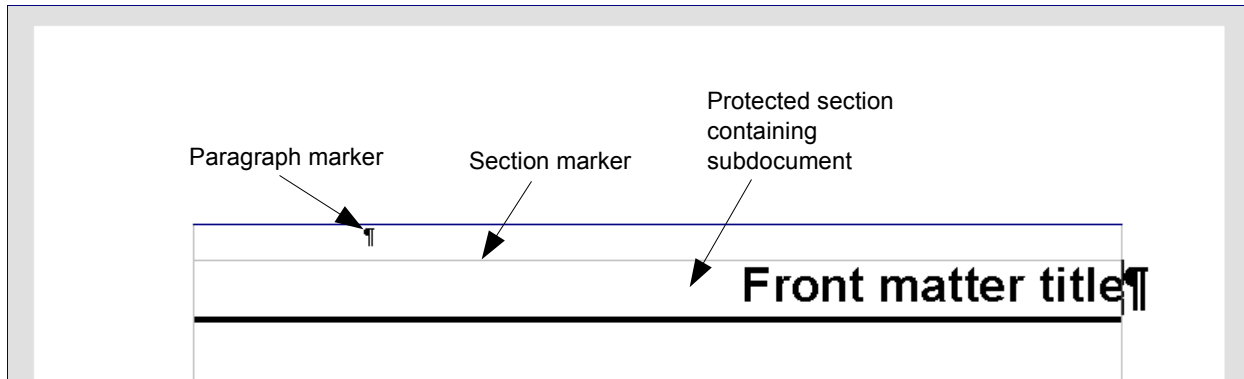 Protected section
containing
subdocument
Paragraph marker
Section marker
¶
Front matter title¶